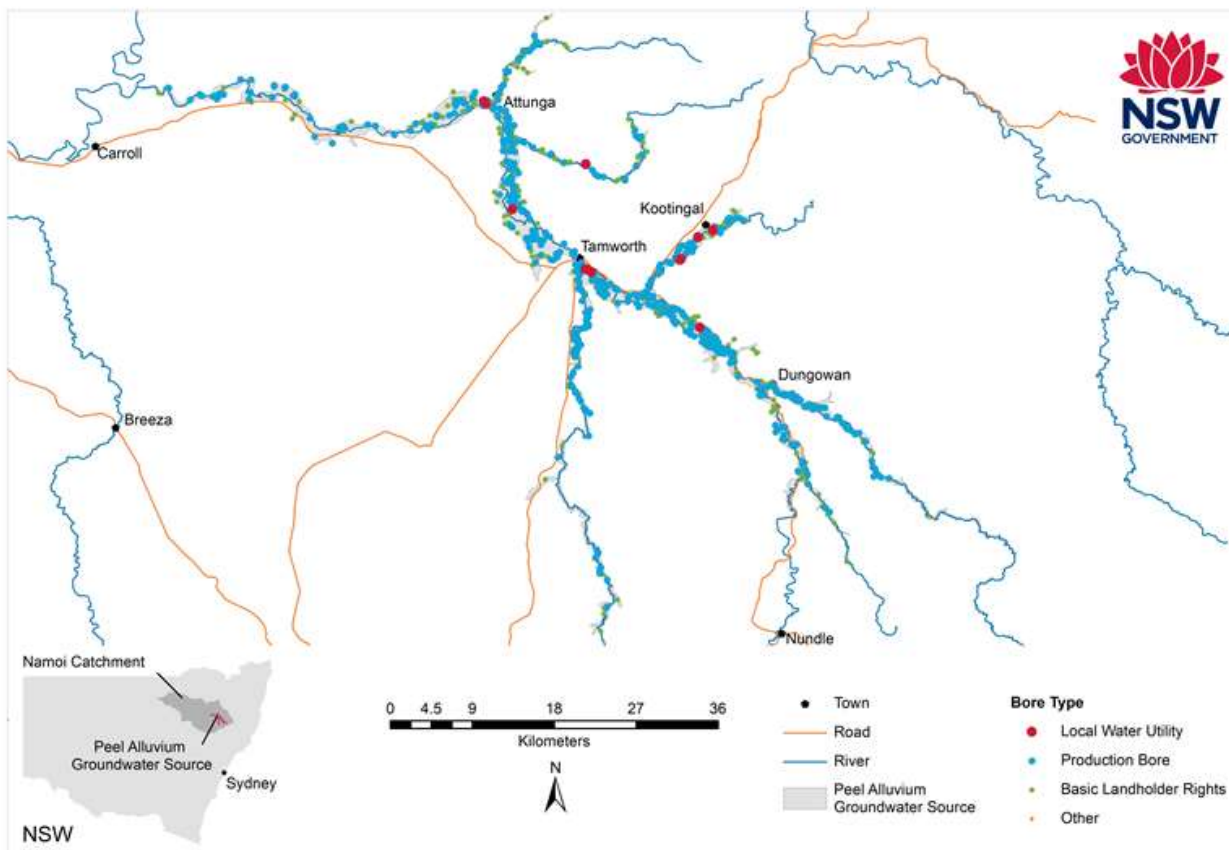 NSW
GOVERNMENT
Attunga
Carroll
Kootingal
Tamworth
Dungowan
Breeza
Nundle
Namoi Catchment
Peel Alluvium
Groundwater Source
Sydney
NSW
0 4.5 9 18 27 36
Kilometers
N
Town
Road
River
Peel Alluvium
Groundwater Source
Bore Type
Local Water Utility
Production Bore
Basic Landholder Rights
Other